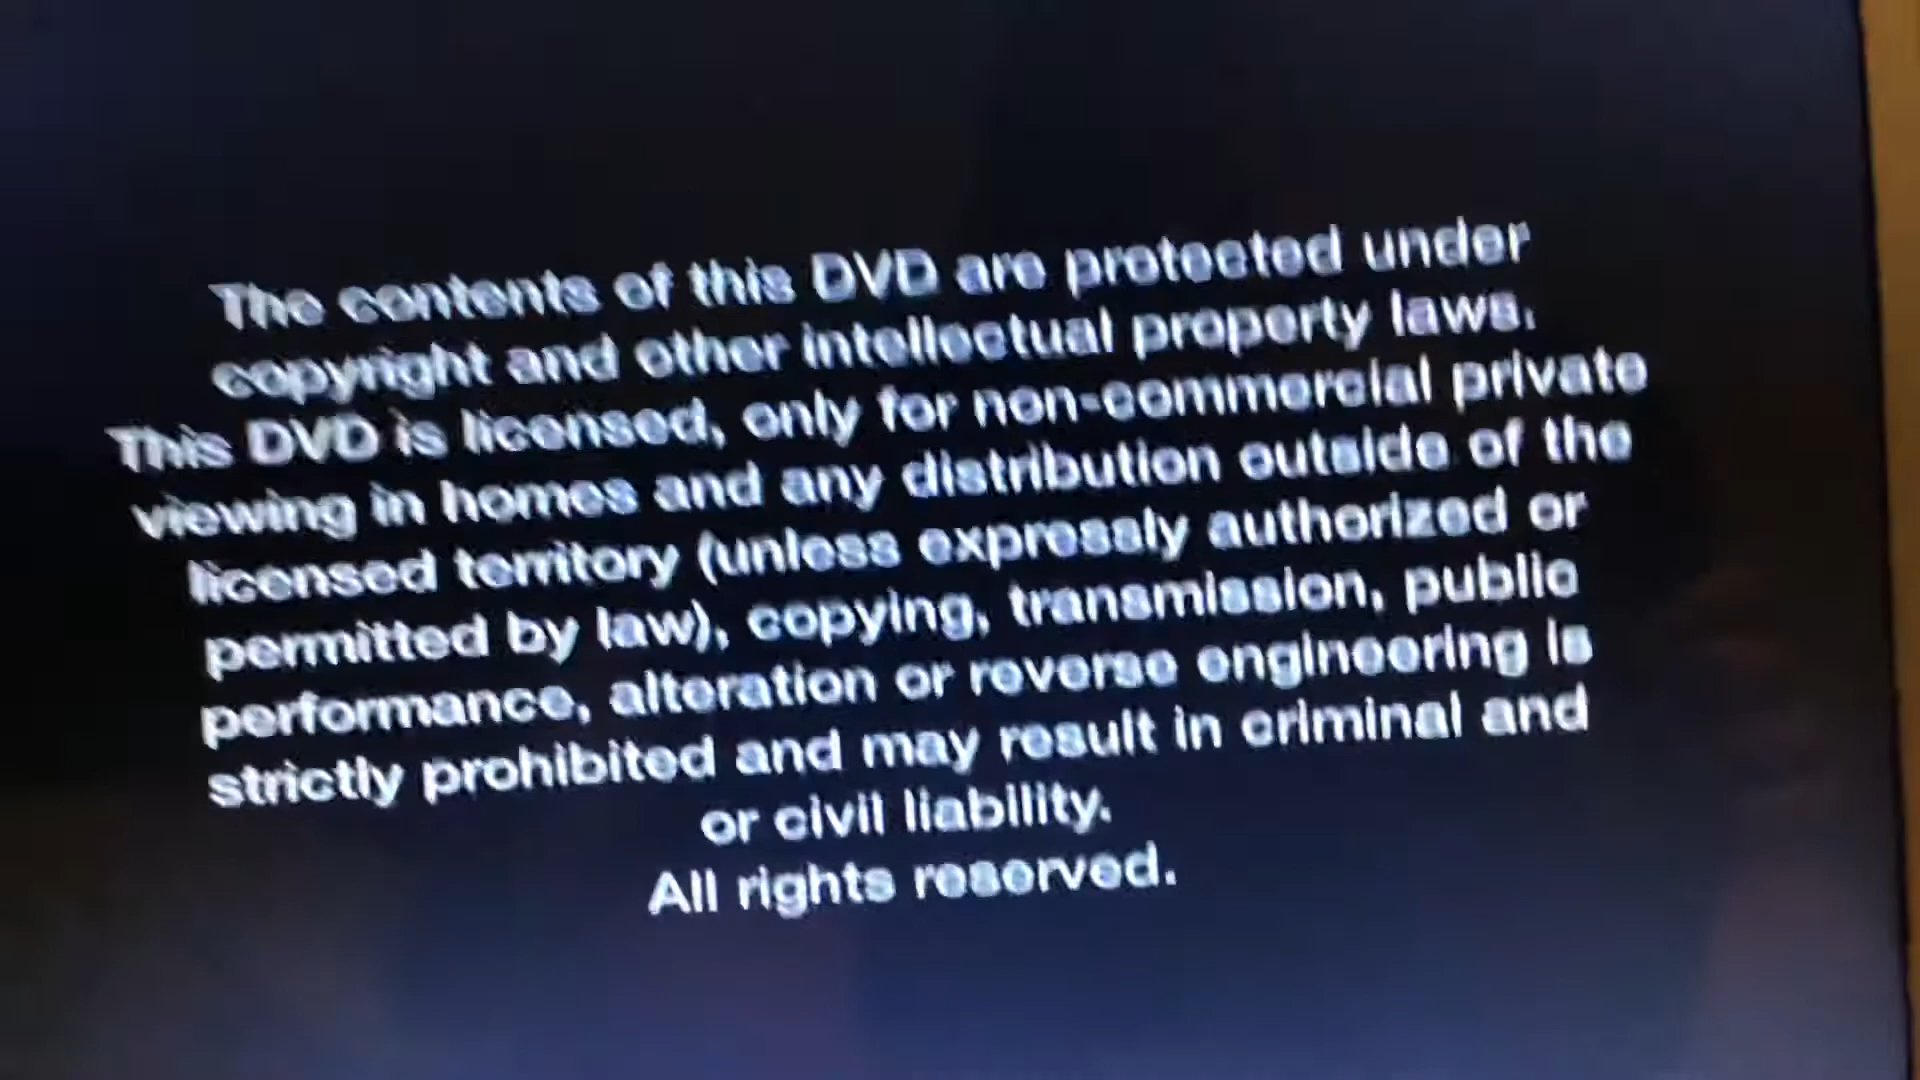 The contents of this DVD are protected under
copyright and other intellectual property laws.
This DVD is licensed, only for non-commercial private
viewing in homes and any distribution outside of the
licensed territory (unless expressly authorized or
permitted by law), copying, transmission, public
performance, alteration or reverse engineering is
strictly prohibited and may result in criminal and
or civil liability.
All rights reserved.